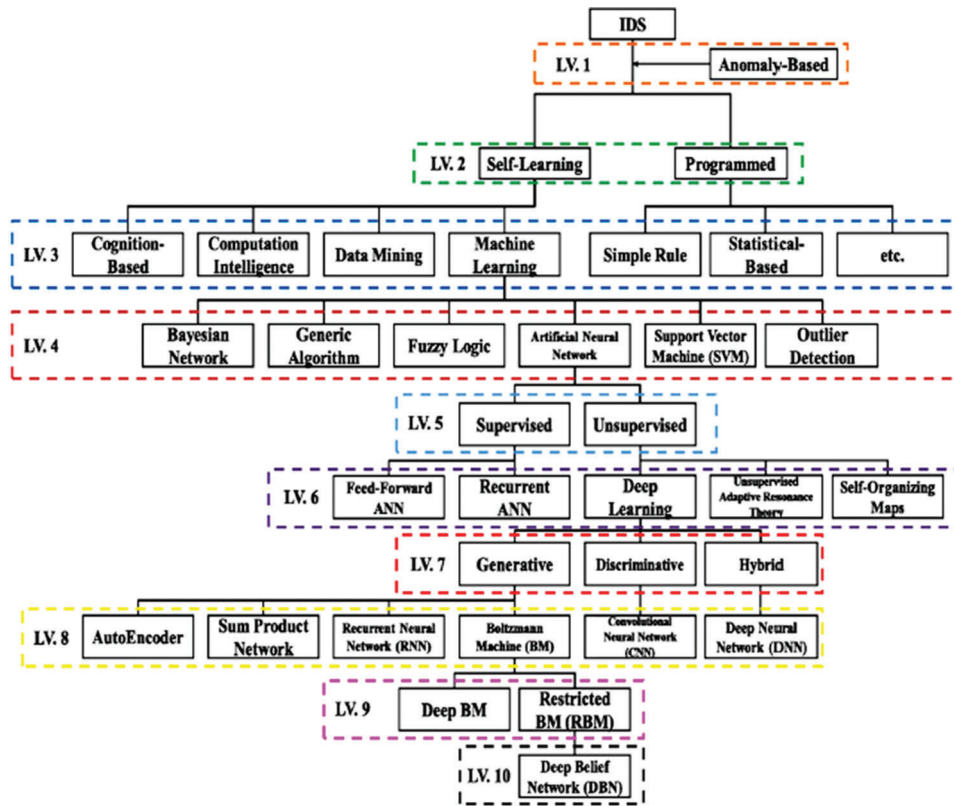 IDS
LV. 1
Anomaly-Based
LV. 2
Self-Learning
Programmed
LV. 3
Cognition-
Based
Computation
Intelligence
Data Mining
Machine
Learning
Simple Rule
Statistical-
Based
etc.
LV. 4
Bayesian
Network
Generic
Algorithm
Fuzzy Logic
Artificial Neural
Network
Support Vector
Machine (SVM)
Outlier
Detection
LV. 5
Supervised
Unsupervised
LV. 6
Feed-Forward
ANN
Recurrent
ANN
Deep
Learning
Unsupervised
Adaptive Resonance
Theory
Self-Organizing
Maps
LV. 7
Generative
Discriminative
Hybrid
LV. 8
AutoEncoder
Sum Product
Network
Recurrent Neural
Network (RNN)
Boltzmann
Machine (BM)
Convolutional
Neural Network
(CNN)
Deep Neural
Network (DNN)
LV. 9
Deep BM
Restricted
BM (RBM)
LV. 10
Deep Belief
Network (DBN)